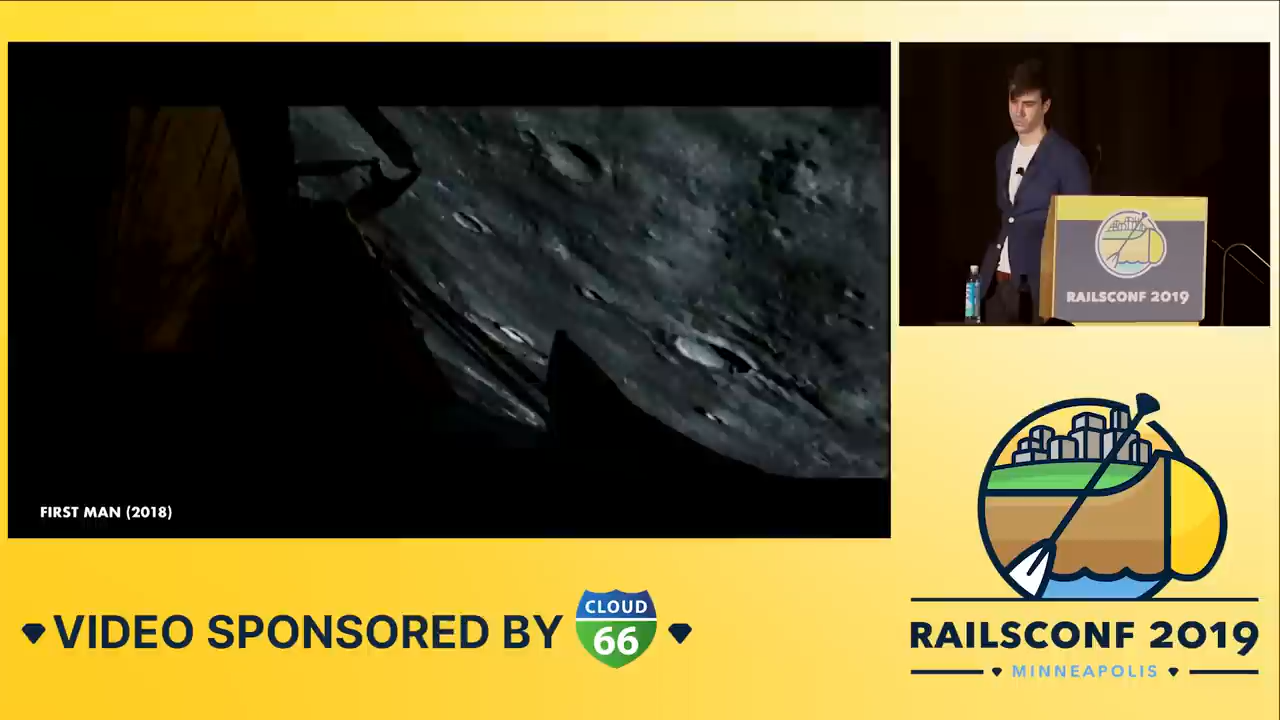 FIRST MAN (2018)
RAILSCONF 2019
VIDEO SPONSORED BY
CLOUD
66
RAILSCONF 2019
MINNEAPOLIS